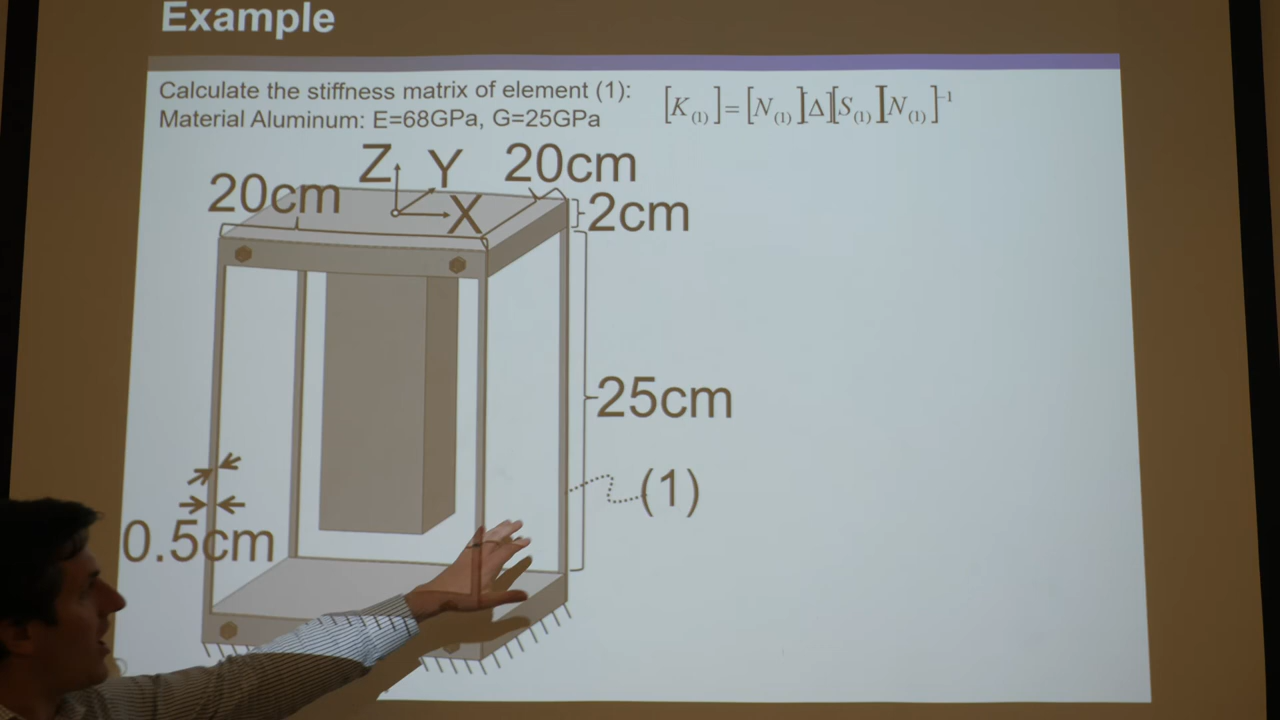 Example
Calculate the stiffness matrix of element (1):
Material Aluminum: E=68GPa, G=25GPa
[K(1)]=[N(1)][Δ][S(1)][N(1)]⁻¹
Z Y 20cm
20cm X 2cm
25cm
(1)
0.5cm